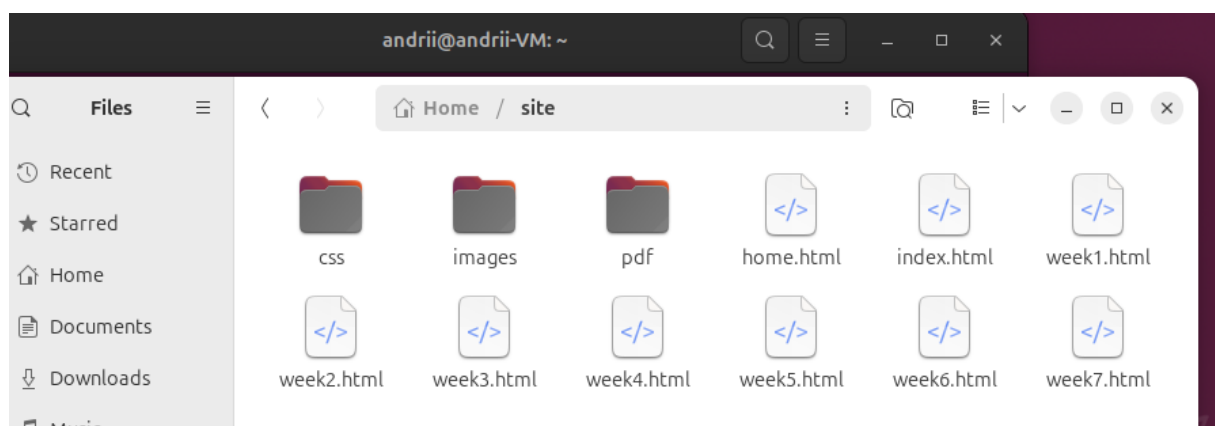 andrii@andrii-VM: ~
Files
Home / site
Recent
Starred
Home
Documents
Downloads
Music
css
images
pdf
home.html
index.html
week1.html
week2.html
week3.html
week4.html
week5.html
week6.html
week7.html